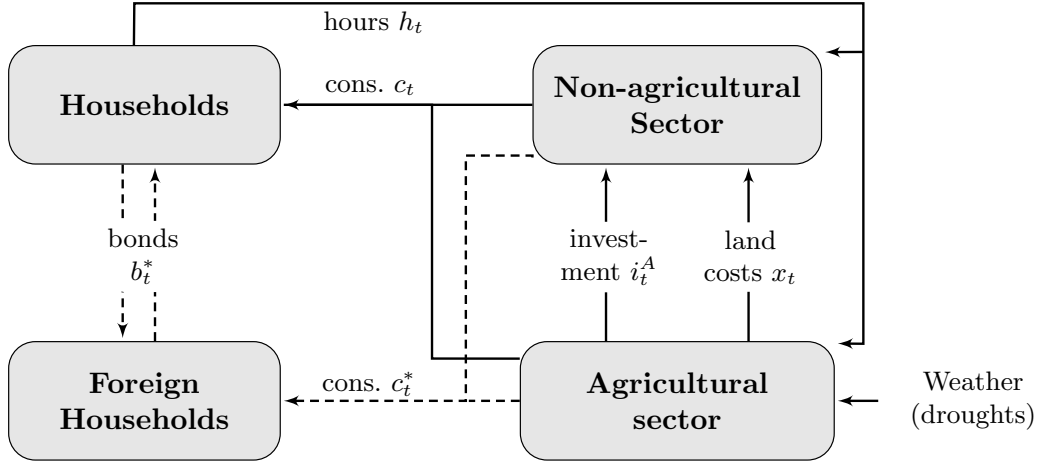 hours h_t
Households
cons. c_t
Non-agricultural
Sector
bonds
b_t^*
invest-
ment i_t^A
land
costs x_t
Foreign
Households
cons. c_t^*
Agricultural
sector
Weather
(droughts)